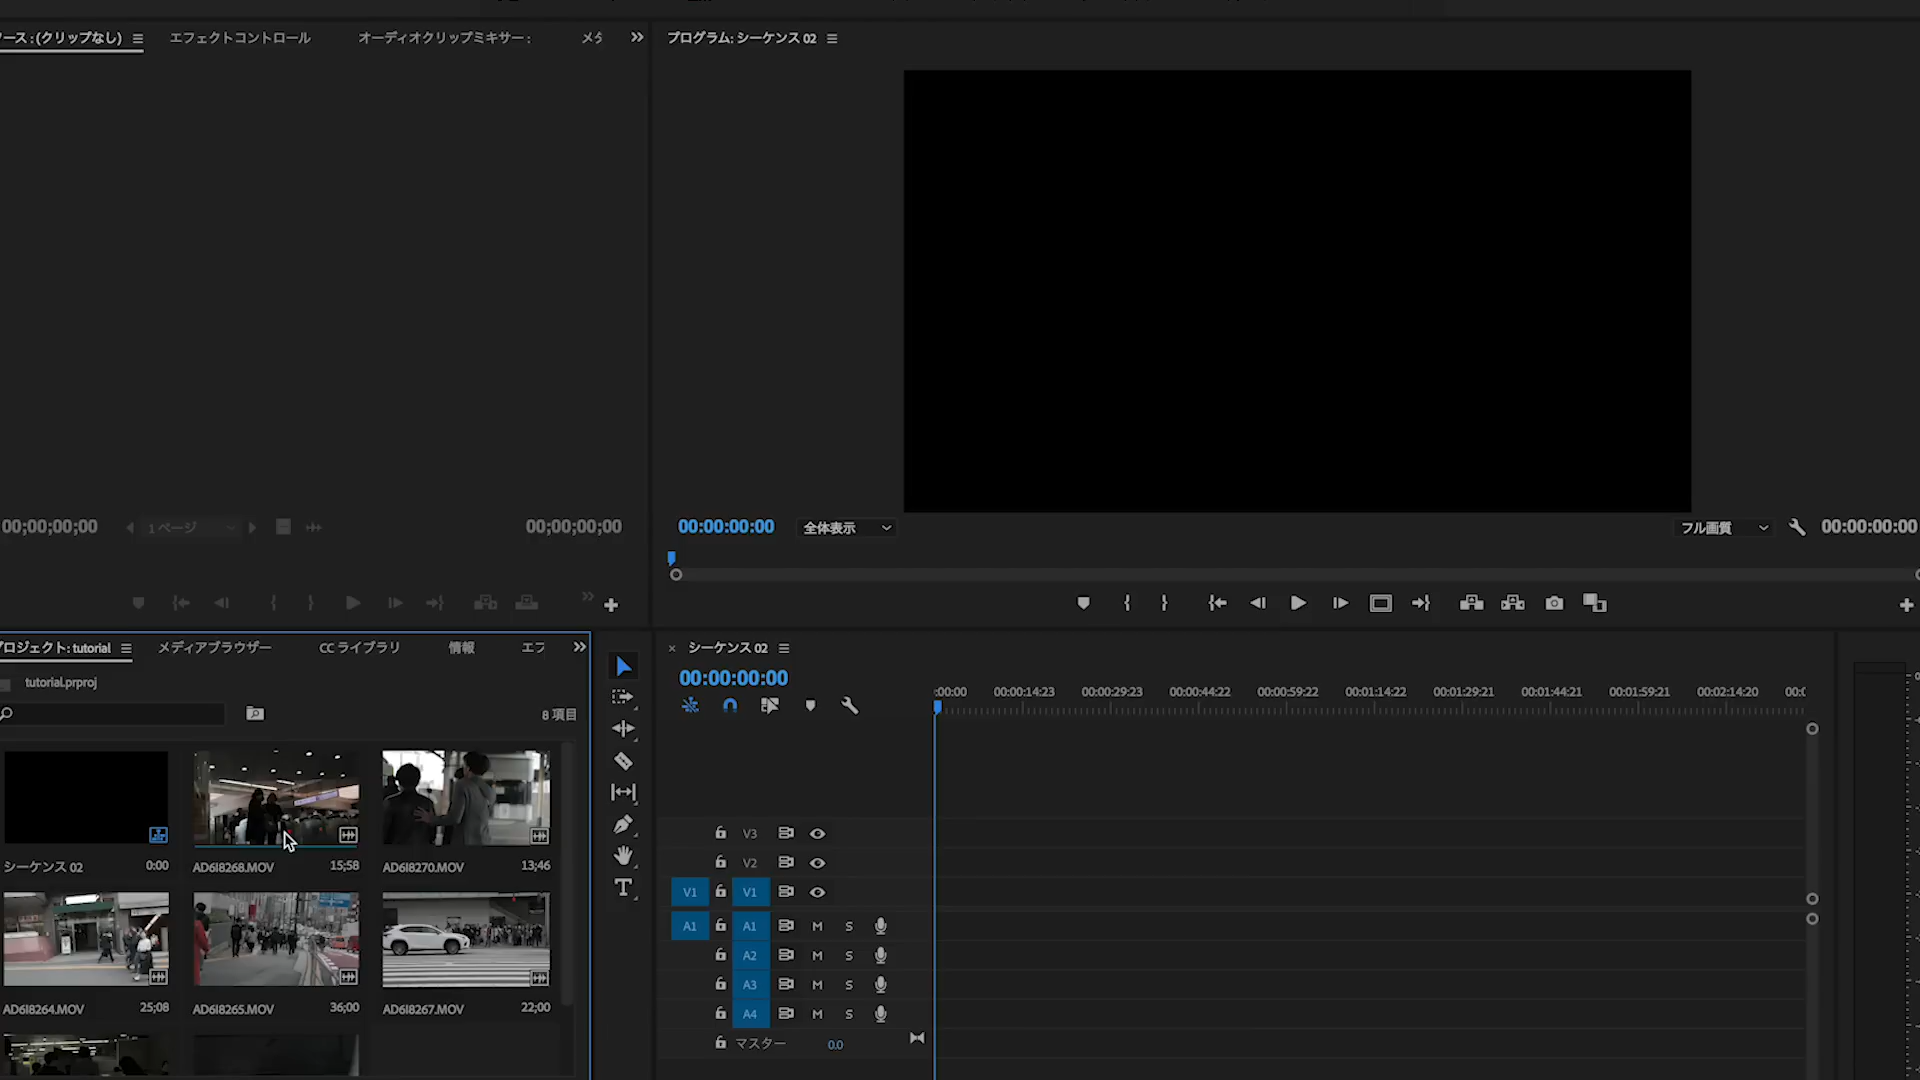 ース:(クリップなし)
エフェクトコントロール
オーディオクリップミキサー:
メタ
プログラム: シーケンス 02
00;00;00;00
1 ページ
00;00;00;00
00:00:00:00
全体表示
フル画質
00:00:00:00
プロジェクト: tutorial
メディアブラウザー
CC ライブラリ
情報
エフ
シーケンス 02
tutorial.prproj
00:00:00:00
8 項目
:00:00
00:00:14:23
00:00:29:23
00:00:44:22
00:00:59:22
00:01:14:22
00:01:29:21
00:01:44:21
00:01:59:21
00:02:14:20
00:0
シーケンス 02
0:00
AD6I8268.MOV
15;58
AD6I8270.MOV
13;46
AD6I8264.MOV
25;08
AD6I8265.MOV
36;00
AD6I8267.MOV
22;00
T
V3
V2
V1
V1
A1
A1
M
S
A2
M
S
A3
M
S
A4
M
S
マスター
0.0